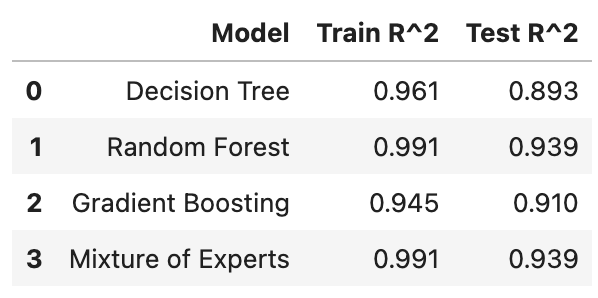 Model Train R^2 Test R^2
0 Decision Tree 0.961 0.893
1 Random Forest 0.991 0.939
2 Gradient Boosting 0.945 0.910
3 Mixture of Experts 0.991 0.939